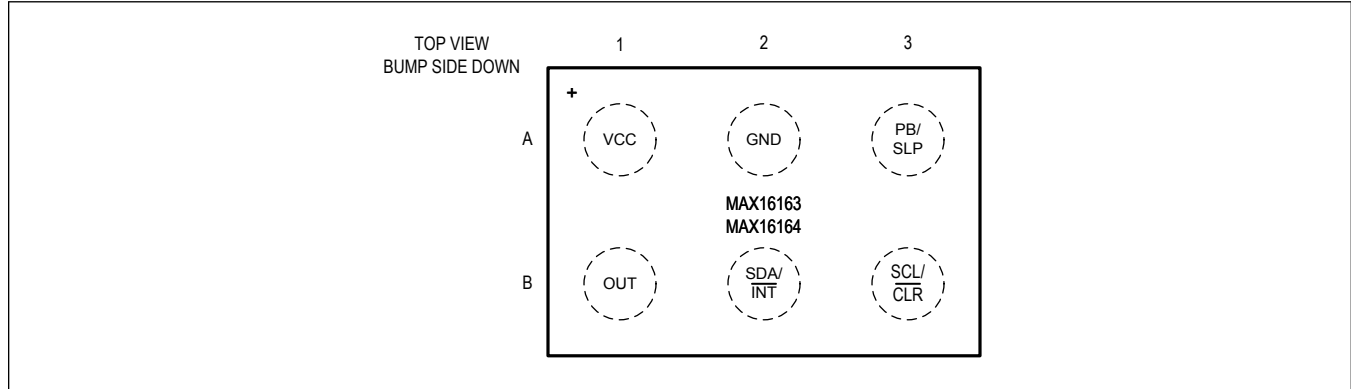 TOP VIEW
BUMP SIDE DOWN
1 2 3
+
A
VCC
GND
PB/
SLP
MAX16163
MAX16164
B
OUT
SDA/
INT
SCL/
CLR